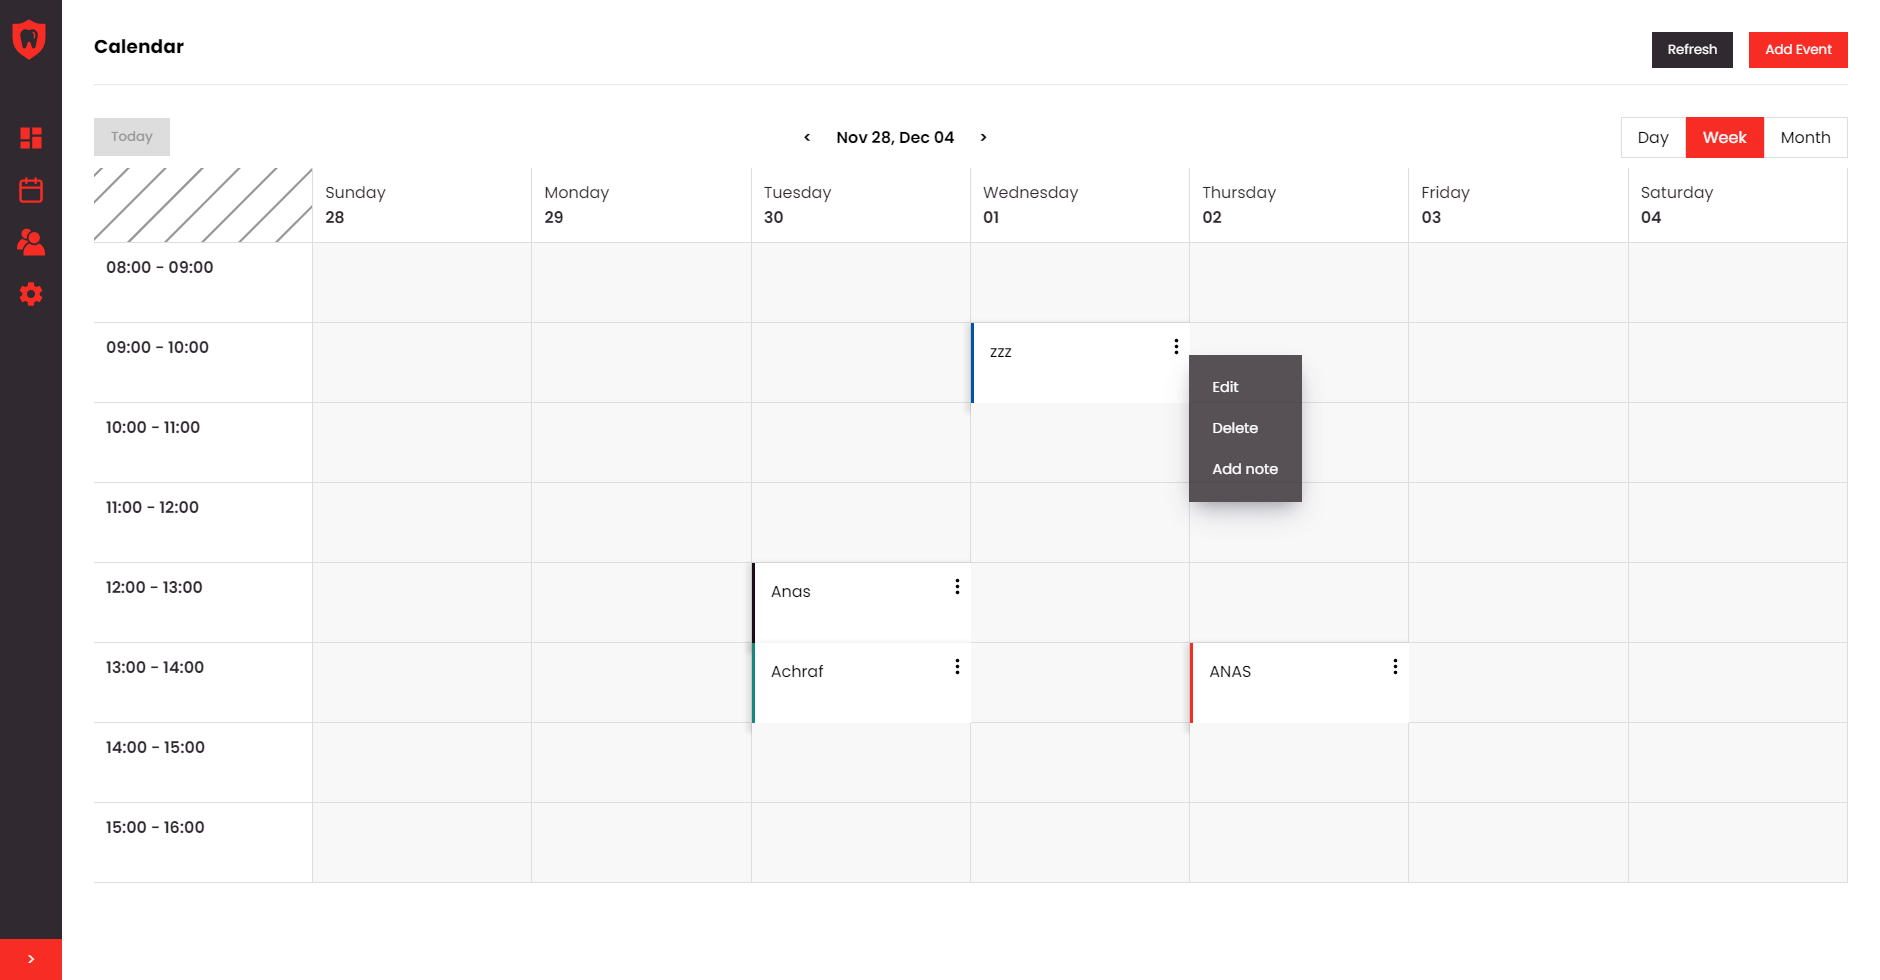 Calendar
Refresh
Add Event
Today
< Nov 28, Dec 04 >
Day
Week
Month
Sunday
28
Monday
29
Tuesday
30
Wednesday
01
Thursday
02
Friday
03
Saturday
04
08:00 - 09:00
09:00 - 10:00
zzz
Edit
Delete
Add note
10:00 - 11:00
11:00 - 12:00
12:00 - 13:00
Anas
13:00 - 14:00
Achraf
ANAS
14:00 - 15:00
15:00 - 16:00
>